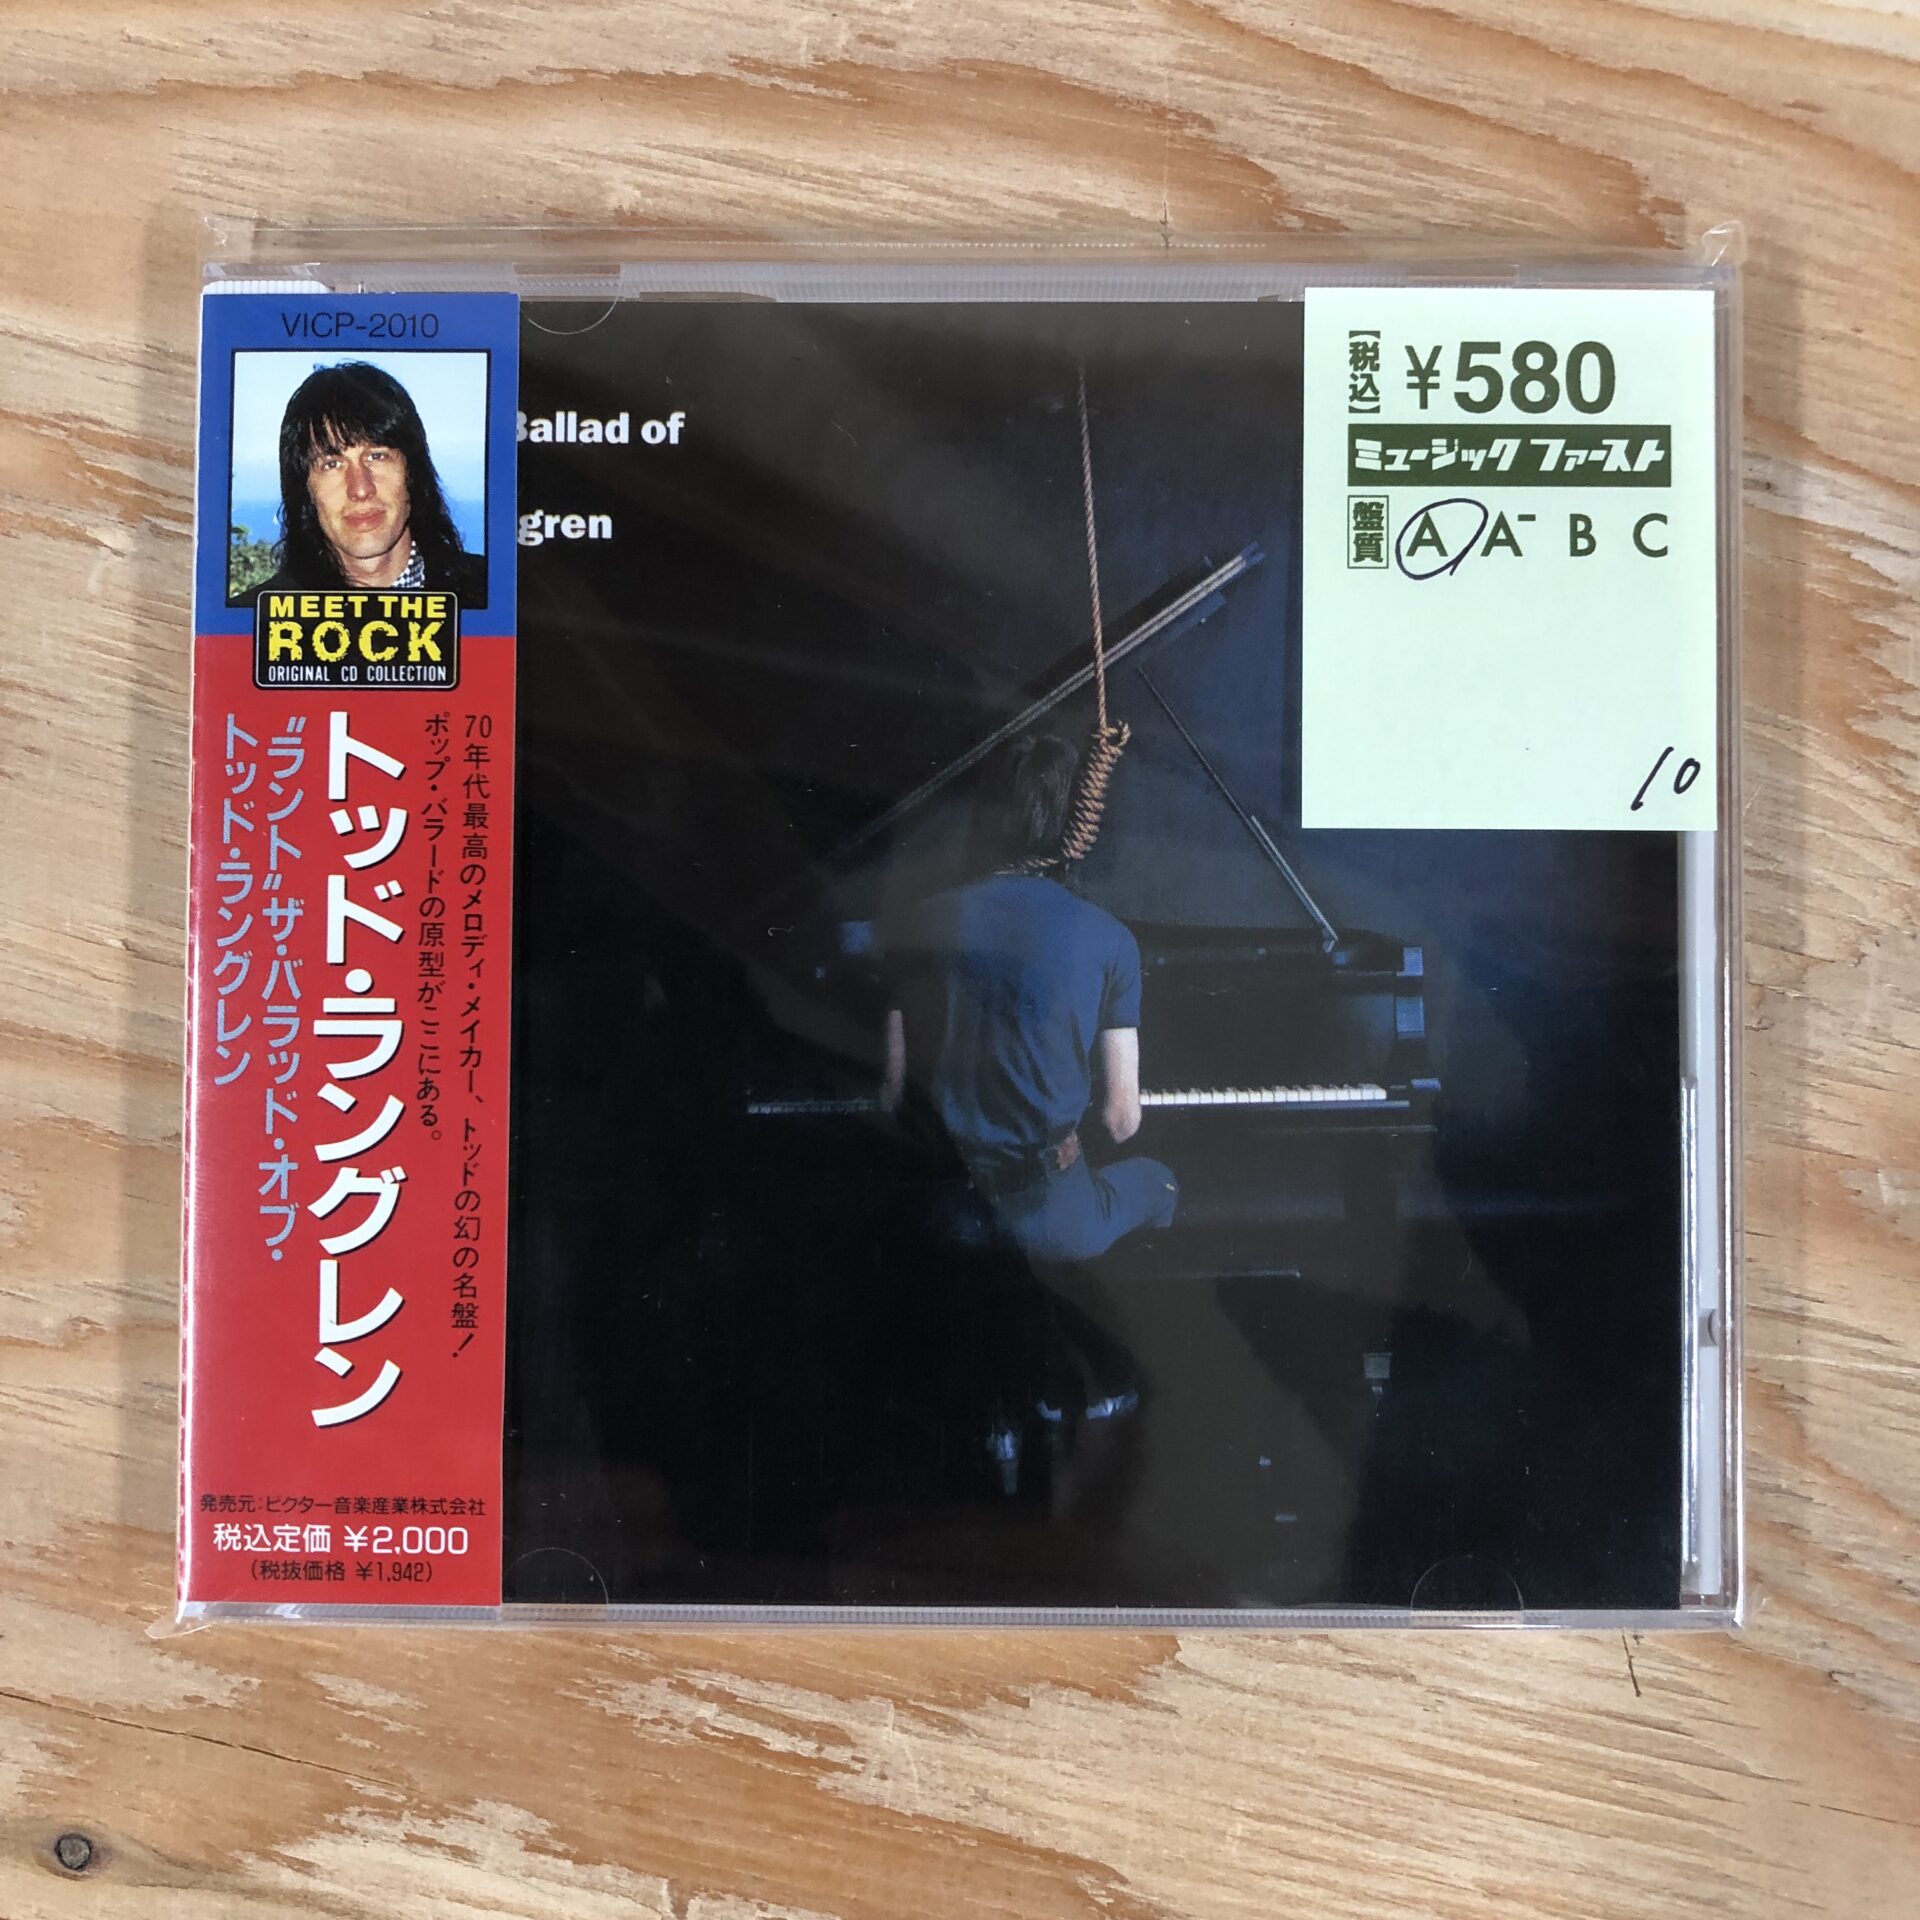 VICP-2010
MEET THE
ROCK
ORIGINAL CD COLLECTION
70年代最高のメロディ・メイカー、トッドの幻の名盤!
ポップ・バラードの原型がここにある。
トッド・ラングレン
“ラント”ザ・バラッド・オブ・
トッド・ラングレン
発売元:ビクター音楽産業株式会社
税込定価 ¥2,000
(税抜価格 ¥1,942)
Ballad of
gren
【税込】 ¥580
ミュージック ファースト
盤質 A A⁻ B C
10